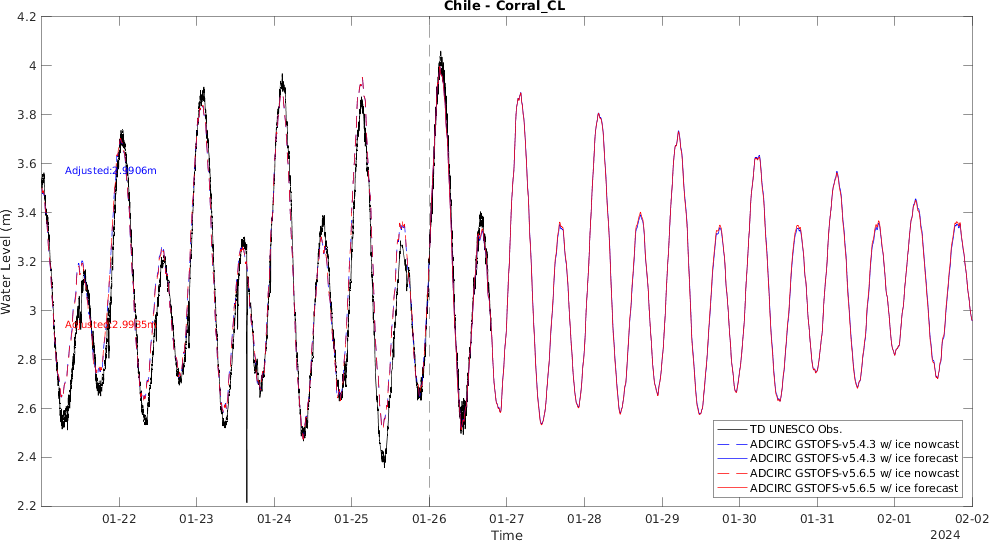 Chile - Corral_CL
4.2
4
3.8
3.6
3.4
3.2
3
2.8
2.6
2.4
2.2
Water Level (m)
Adjusted:2.9906m
Adjusted:2.9935m
TD UNESCO Obs.
ADCIRC GSTOFS-v5.4.3 w/ ice nowcast
ADCIRC GSTOFS-v5.4.3 w/ ice forecast
ADCIRC GSTOFS-v5.6.5 w/ ice nowcast
ADCIRC GSTOFS-v5.6.5 w/ ice forecast
01-22 01-23 01-24 01-25 01-26 01-27 01-28 01-29 01-30 01-31 02-01 02-02
Time
2024